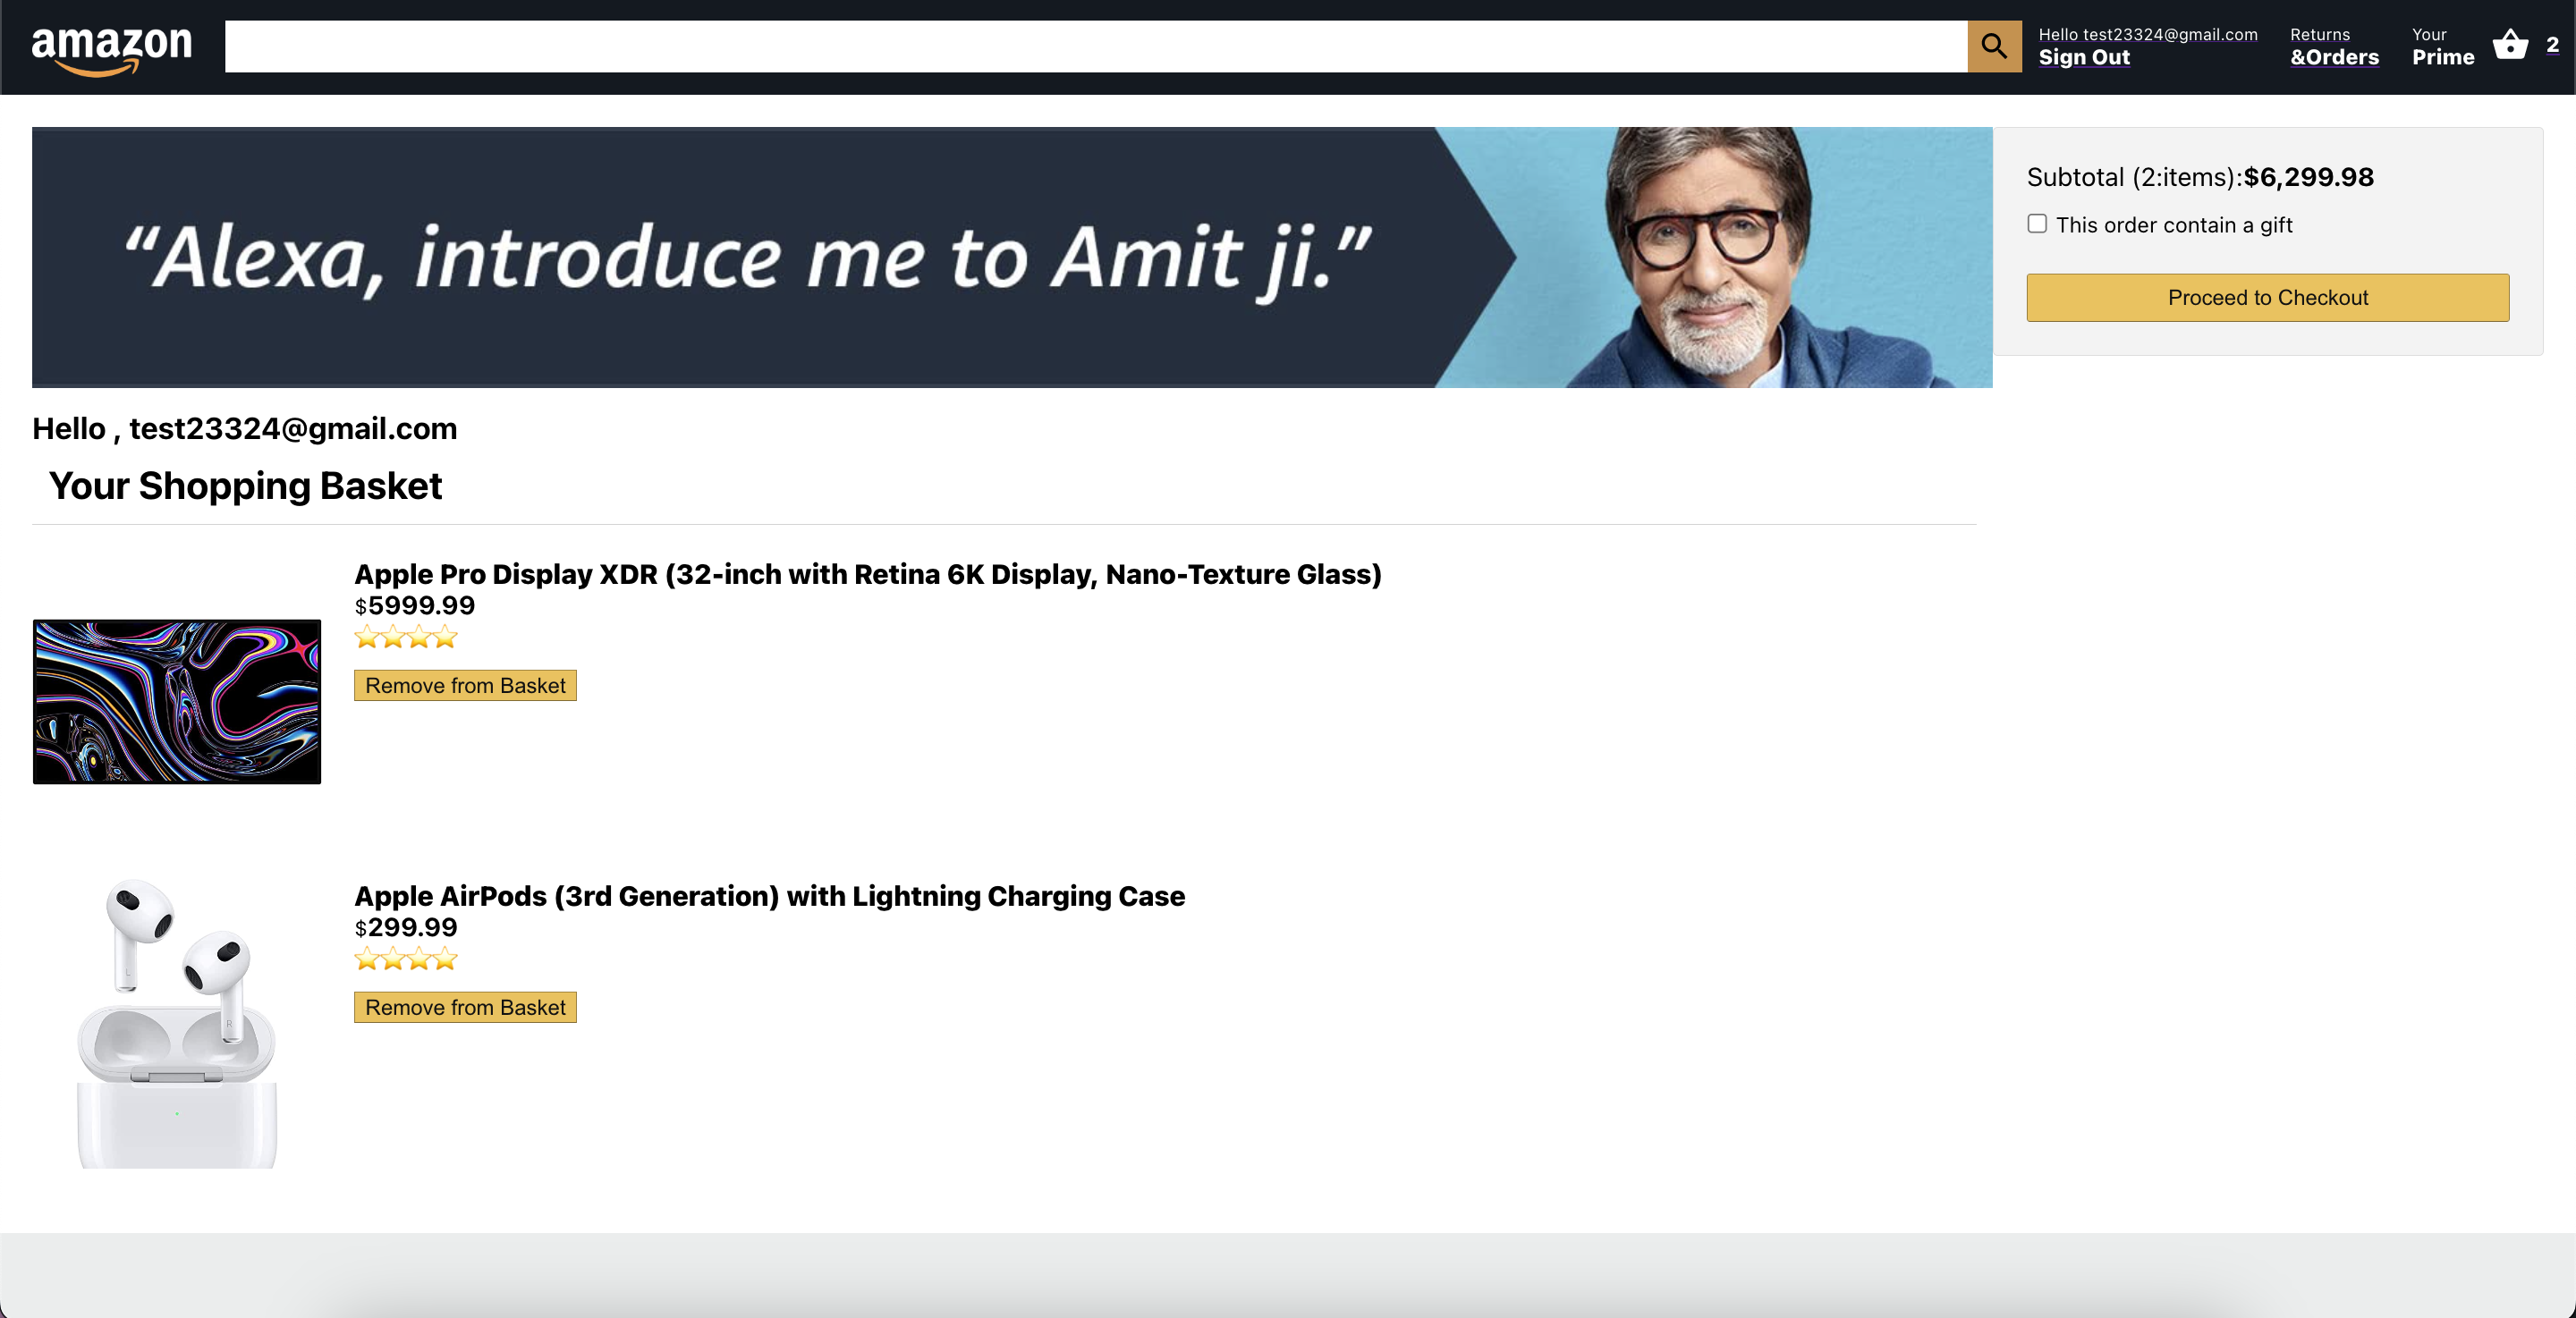 amazon
Hello test23324@gmail.com
Sign Out
Returns
&Orders
Your
Prime
2
“Alexa, introduce me to Amit ji.”
Subtotal (2:items):$6,299.98
This order contain a gift
Proceed to Checkout
Hello , test23324@gmail.com
Your Shopping Basket
Apple Pro Display XDR (32-inch with Retina 6K Display, Nano-Texture Glass)
$5999.99
Remove from Basket
Apple AirPods (3rd Generation) with Lightning Charging Case
$299.99
Remove from Basket
L
R